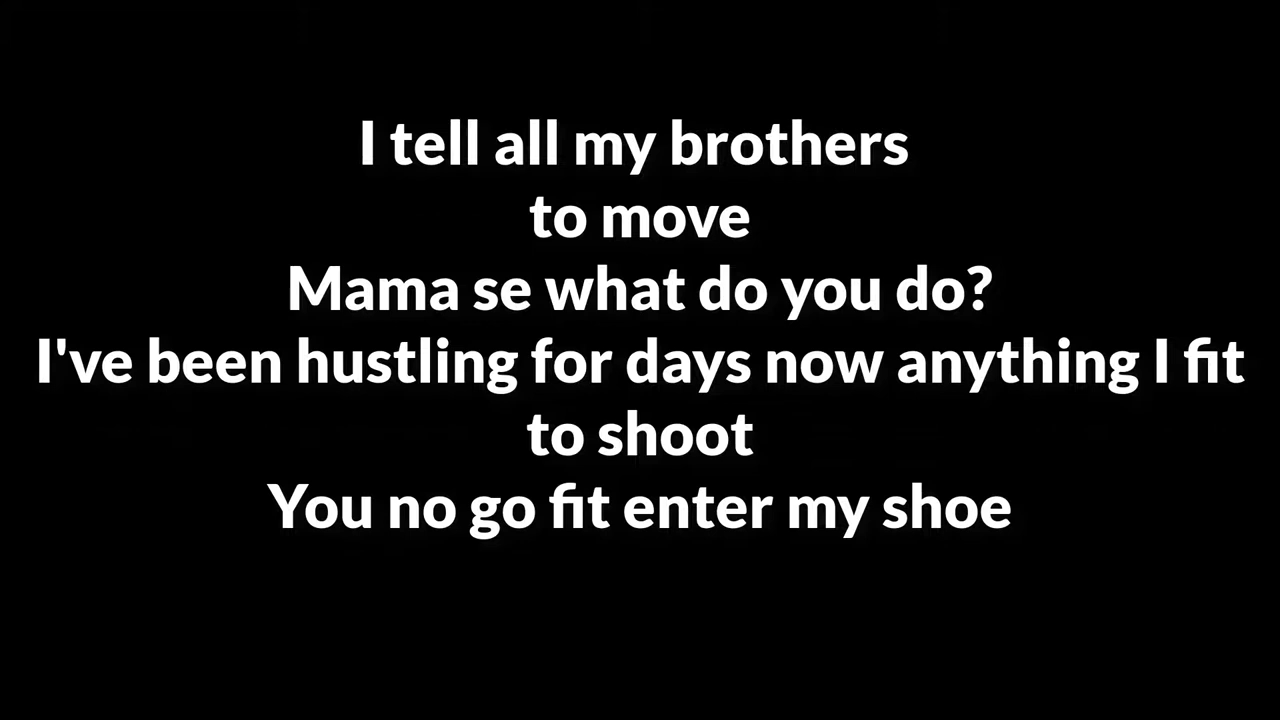 I tell all my brothers
to move
Mama se what do you do?
I've been hustling for days now anything I fit
to shoot
You no go fit enter my shoe